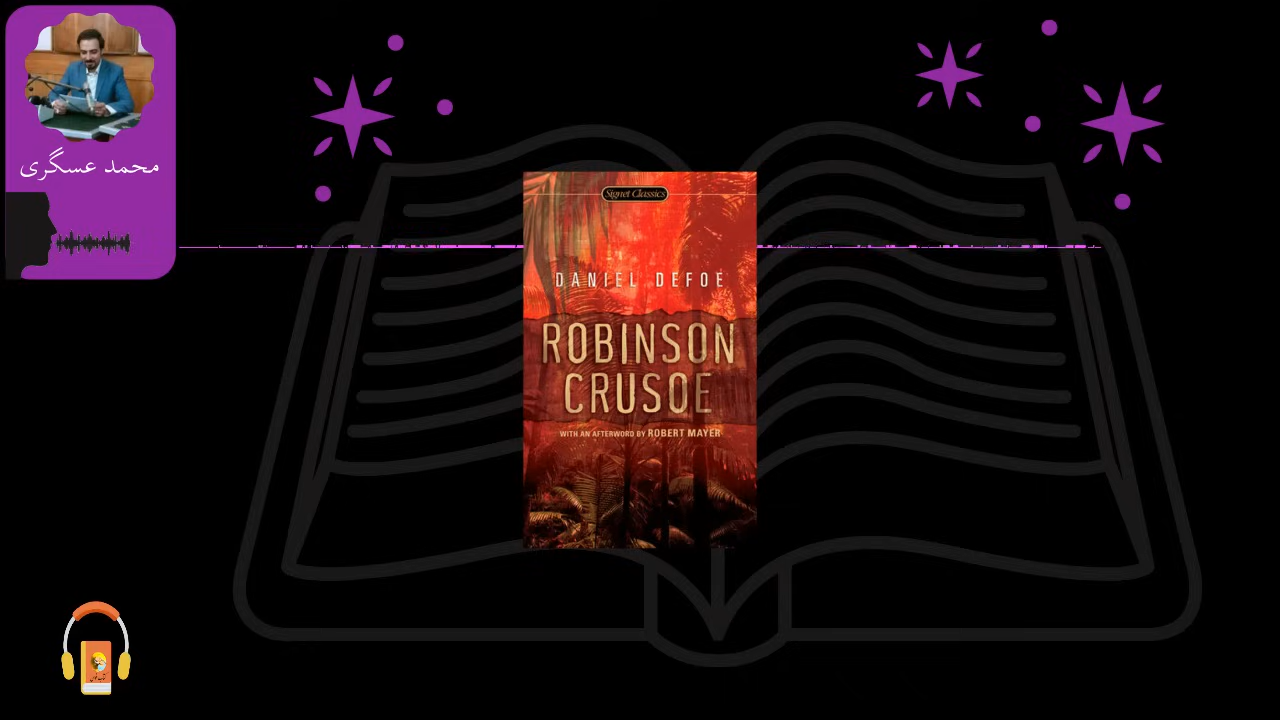 محمد عسگری
Signet Classics
DANIEL DEFOE
ROBINSON
CRUSOE
WITH AN AFTERWORD BY ROBERT MAYER